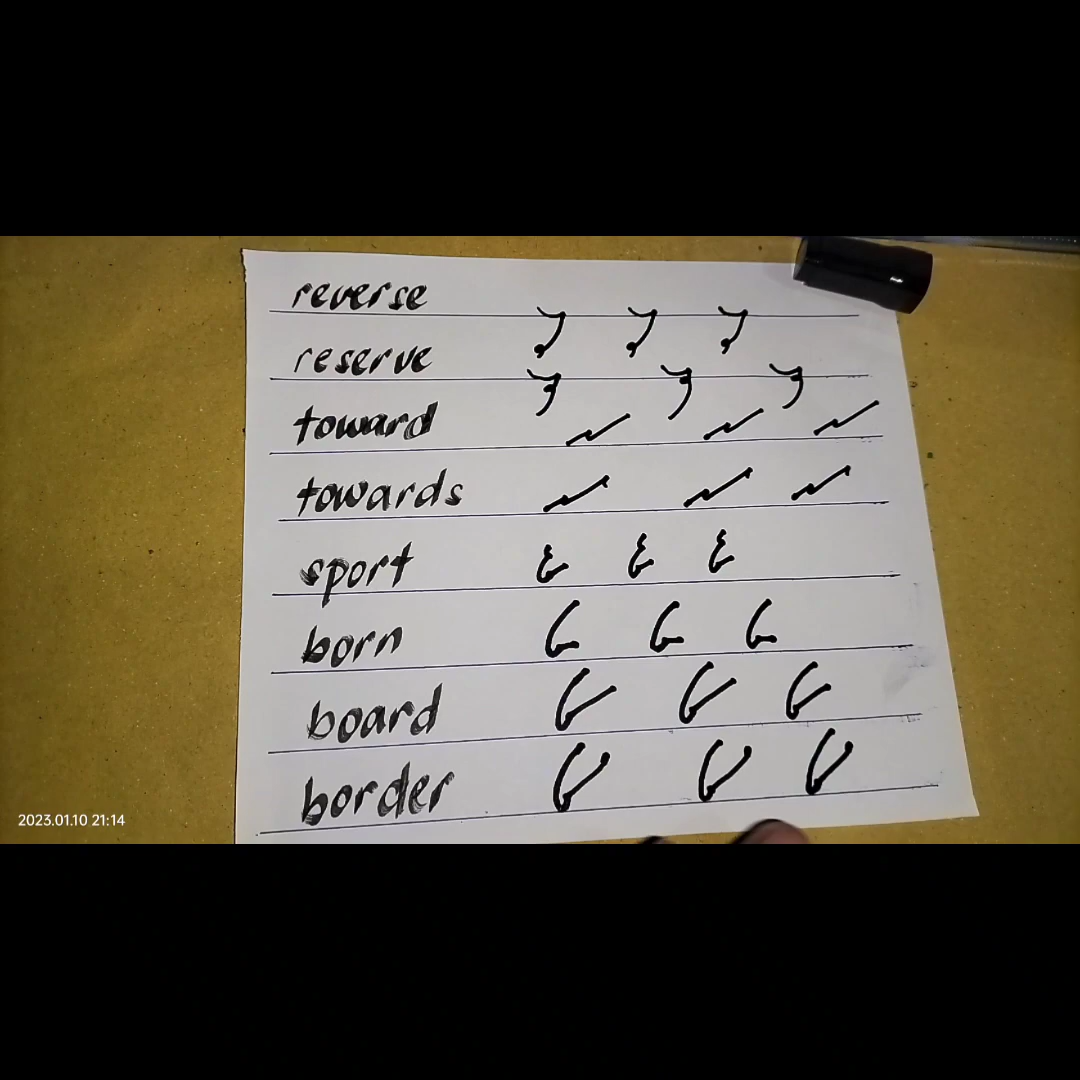 reverse
reserve
toward
towards
sport
born
board
border
2023.01.10 21:14